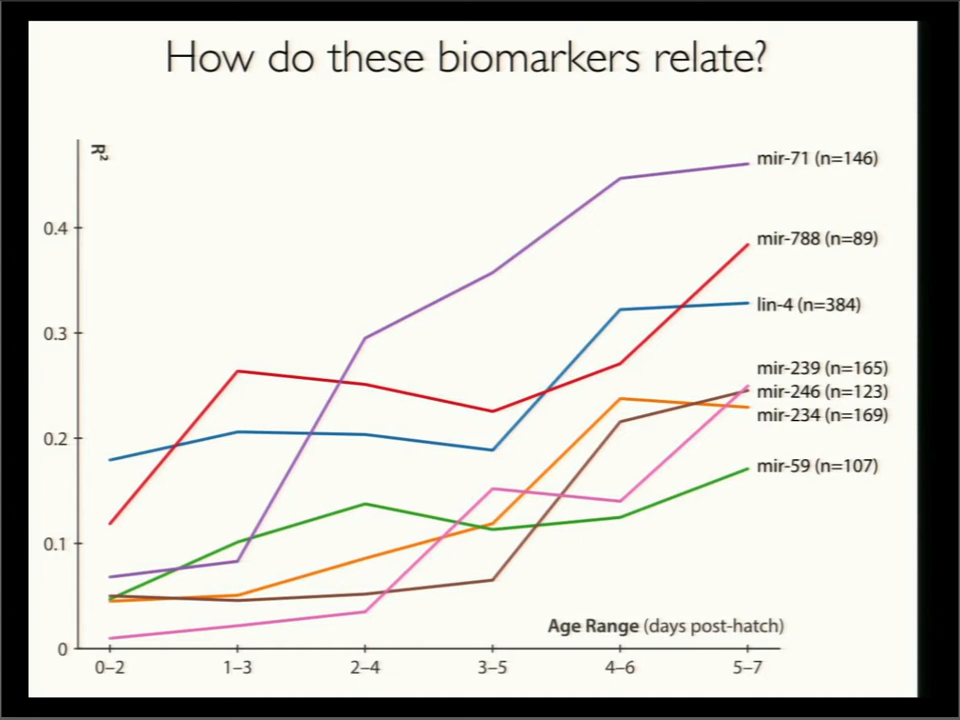 How do these biomarkers relate?
R²
mir-71 (n=146)
0.4
mir-788 (n=89)
lin-4 (n=384)
0.3
mir-239 (n=165)
mir-246 (n=123)
mir-234 (n=169)
0.2
mir-59 (n=107)
0.1
Age Range (days post-hatch)
0
0–2 1–3 2–4 3–5 4–6 5–7